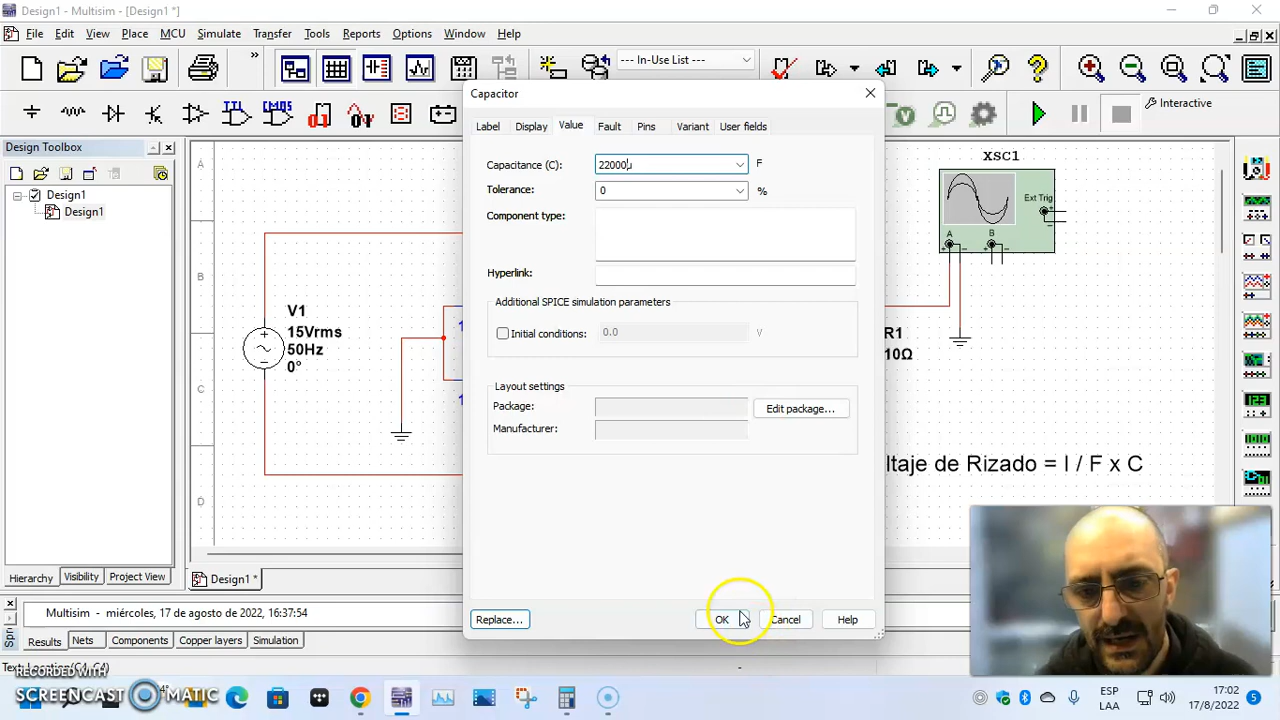 Design1 - Multisim - [Design1 *]
File Edit View Place MCU Simulate Transfer Tools Reports Options Window Help
» --- In-Use List ---
TTL CMOS Interactive
Design Toolbox
Design1
Design1
Hierarchy Visibility Project View
A
B
C
D
V1
15Vrms
50Hz
0°
Capacitor
Label Display Value Fault Pins Variant User fields
Capacitance (C): 22000u F
Tolerance: 0 %
Component type:
Hyperlink:
Additional SPICE simulation parameters
Initial conditions: 0.0 V
Layout settings
Package: Edit package...
Manufacturer:
Replace... OK Cancel Help
XSC1
Ext Trig
A B
R1
10Ω
ltaje de Rizado = I / F x C
Design1 *
Multisim - miércoles, 17 de agosto de 2022, 16:37:54
Results Nets Components Copper layers Simulation
RECORDED WITH
SCREENCAST MATIC
ESP
LAA
17:02
17/8/2022
5